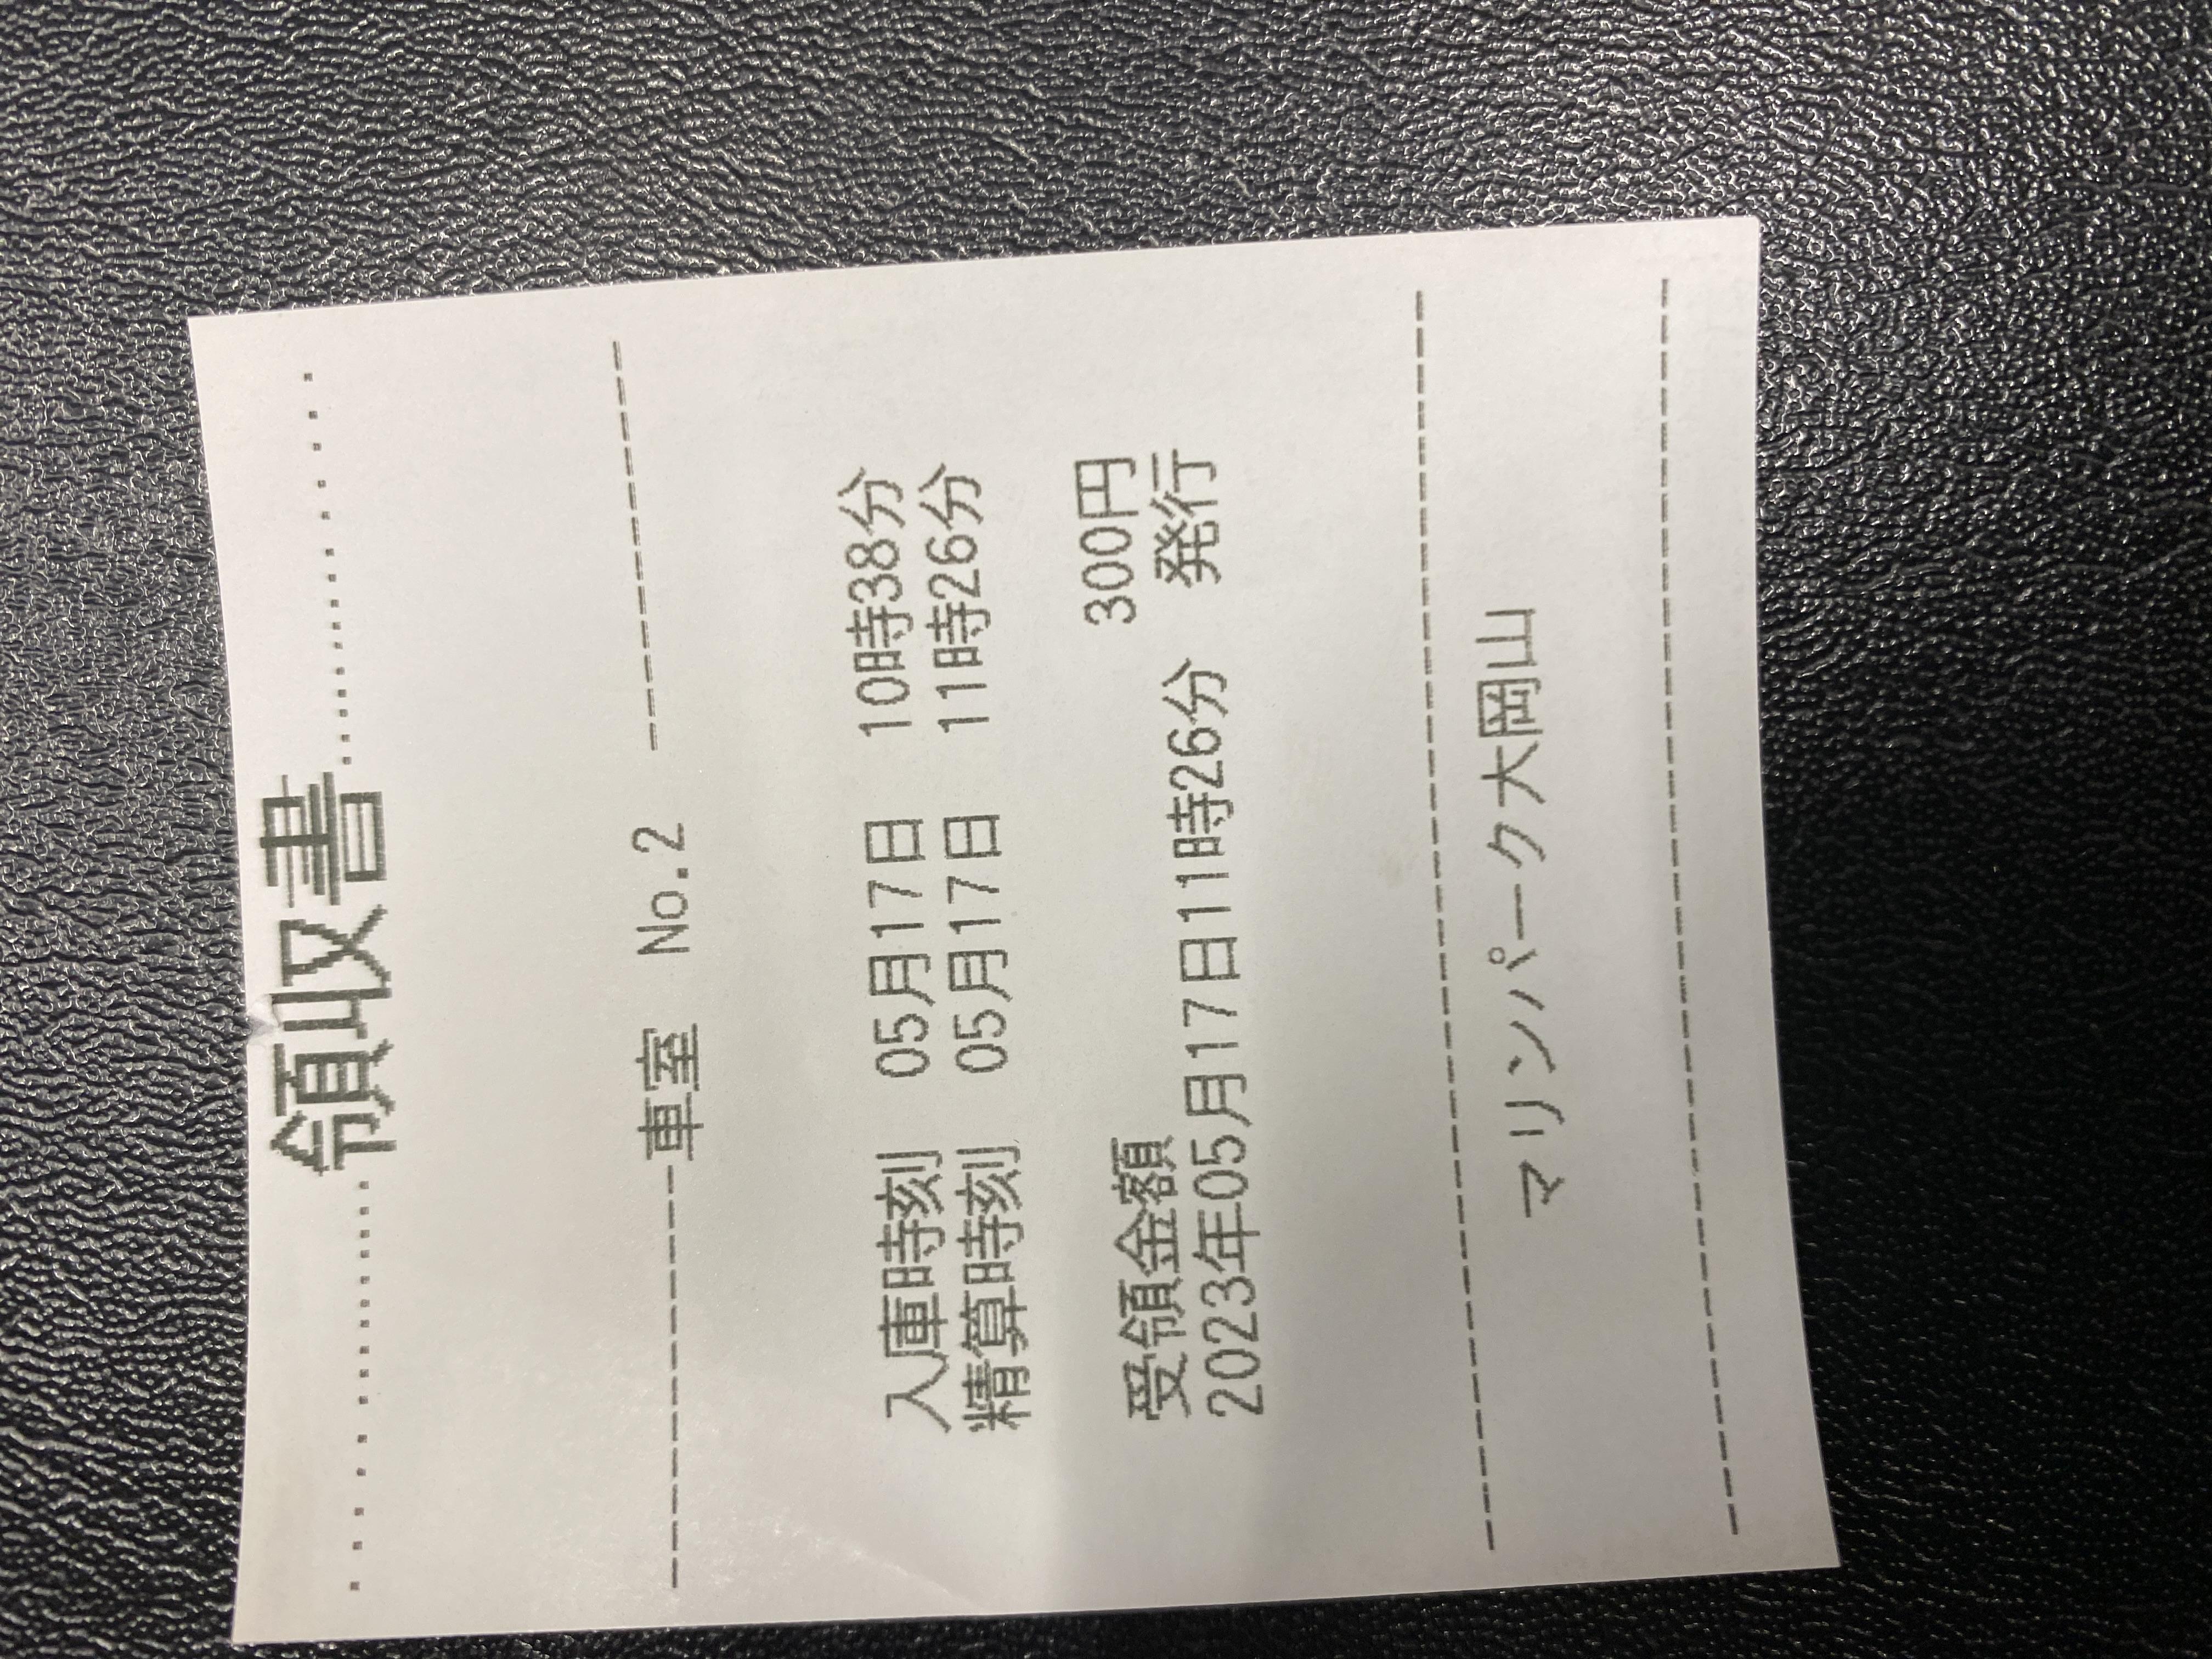 領収書
車室 No.2
入庫時刻 05月17日 10時38分
精算時刻 05月17日 11時26分
受領金額 300円
2023年05月17日11時26分 発行
マリンパーク大岡山